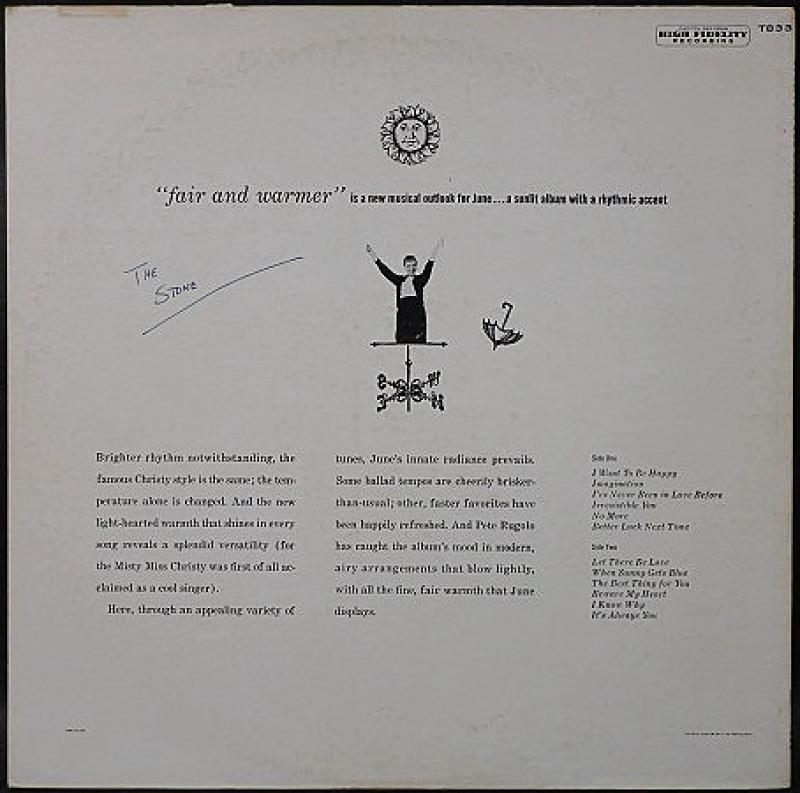 HIGH FIDELITY
RECORDING
T833
“fair and warmer” is a new musical outlook for June...a sunlit album with a rhythmic accent
THE
STONE
Brighter rhythm notwithstanding, the
famous Christy style is the same; the tem-
perature alone is changed. And the new
light-hearted warmth that shines in every
song reveals a splendid versatility (for
the Misty Miss Christy was first of all ac-
claimed as a cool singer).
Here, through an appealing variety of
tunes, June's innate radiance prevails.
Some ballad tempos are cheerily brisker-
than-usual; other, faster favorites have
been happily refreshed. And Pete Rugolo
has caught the album's mood in modern,
airy arrangements that blow lightly,
with all the fine, fair warmth that June
displays.
Side One
I Want To Be Happy
Imagination
I've Never Been in Love Before
Irresistible You
No More
Better Luck Next Time
Side Two
Let There Be Love
When Sunny Gets Blue
The Best Thing for You
Beware My Heart
I Know Why
It's Always You